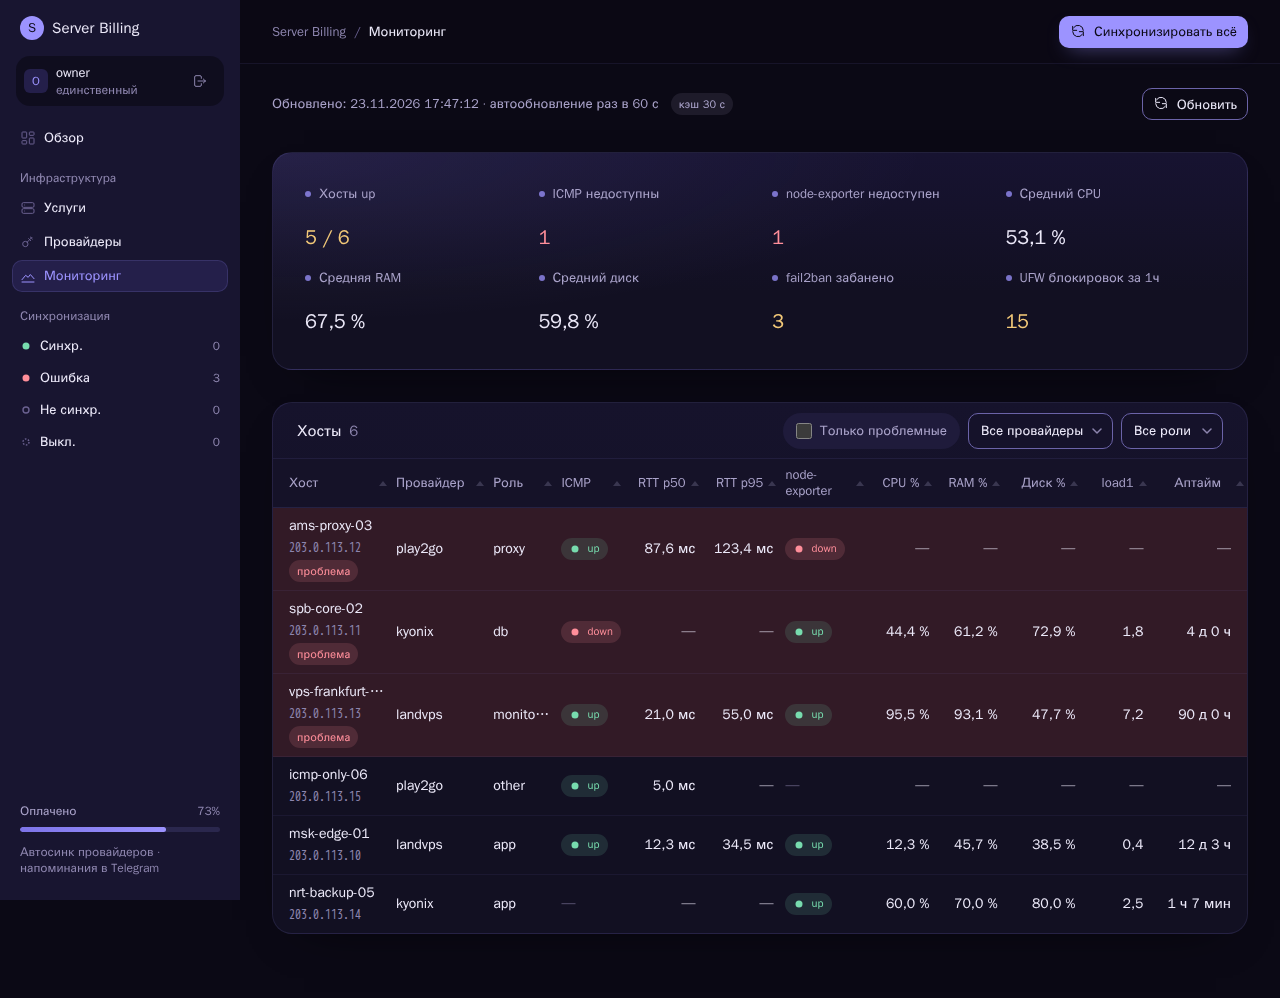 S Server Billing
O owner
единственный
Обзор
Инфраструктура
Услуги
Провайдеры
Мониторинг
Синхронизация
Синхр. 0
Ошибка 3
Не синхр. 0
Выкл. 0
Оплачено 73%
Автосинк провайдеров ·
напоминания в Telegram
Server Billing / Мониторинг
Синхронизировать всё
Обновлено: 23.11.2026 17:47:12 · автообновление раз в 60 с кэш 30 с
Обновить
Хосты up ICMP недоступны node-exporter недоступен Средний CPU
5 / 6 1 1 53,1 %
Средняя RAM Средний диск fail2ban забанено UFW блокировок за 1ч
67,5 % 59,8 % 3 15
Хосты 6 Только проблемные Все провайдеры Все роли
Хост Провайдер Роль ICMP RTT p50 RTT p95 node-exporter CPU % RAM % Диск % load1 Аптайм
ams-proxy-03
203.0.113.12 play2go proxy up 87,6 мс 123,4 мс down — — — — —
проблема
spb-core-02
203.0.113.11 kyonix db down — — up 44,4 % 61,2 % 72,9 % 1,8 4 д 0 ч
проблема
vps-frankfurt-…
203.0.113.13 landvps monito… up 21,0 мс 55,0 мс up 95,5 % 93,1 % 47,7 % 7,2 90 д 0 ч
проблема
icmp-only-06
203.0.113.15 play2go other up 5,0 мс — — — — — — —
msk-edge-01
203.0.113.10 landvps app up 12,3 мс 34,5 мс up 12,3 % 45,7 % 38,5 % 0,4 12 д 3 ч
nrt-backup-05
203.0.113.14 kyonix app — — — up 60,0 % 70,0 % 80,0 % 2,5 1 ч 7 мин